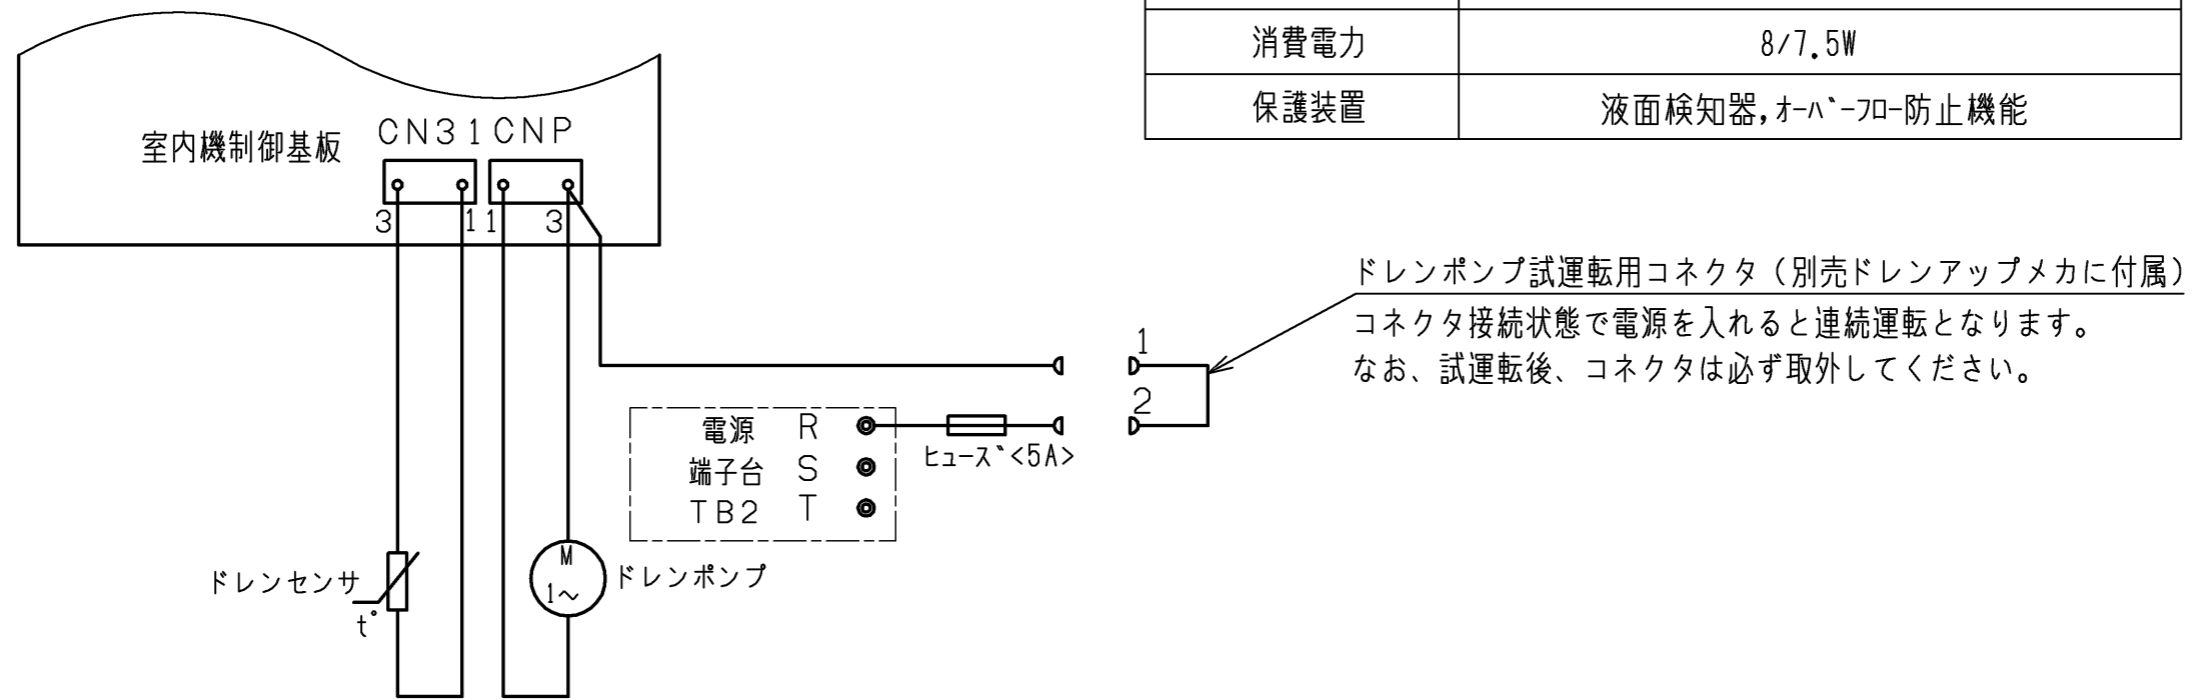 消費電力 8/7.5W
保護装置 液面検知器,オーバーフロー防止機能
室内機制御基板 CN31 CNP
3 1 1 3
ドレンポンプ試運転用コネクタ(別売ドレンアップメカに付属)
コネクタ接続状態で電源を入れると連続運転となります。
なお、試運転後、コネクタは必ず取外してください。
1
2
電源 R
端子台 S
TB2 T
ヒューズ<5A>
ドレンセンサ
t°
M
1~
ドレンポンプ